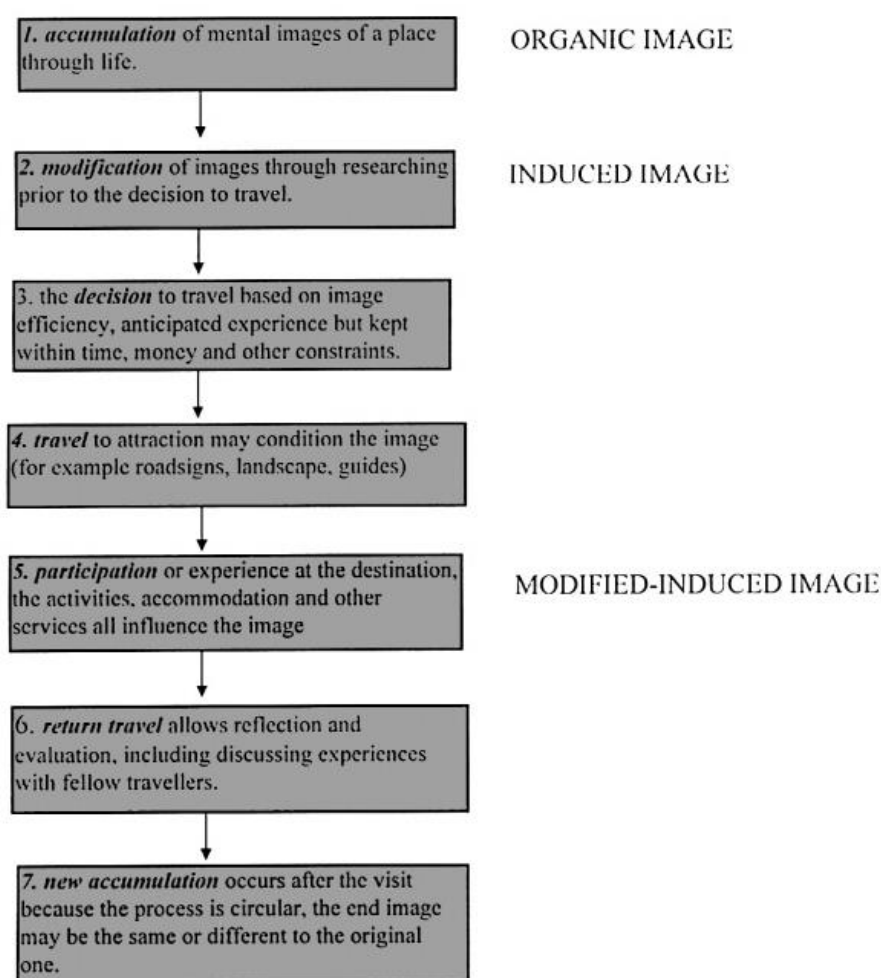 1. accumulation of mental images of a place
through life.
ORGANIC IMAGE
2. modification of images through researching
prior to the decision to travel.
INDUCED IMAGE
3. the decision to travel based on image
efficiency, anticipated experience but kept
within time, money and other constraints.
4. travel to attraction may condition the image
(for example roadsigns, landscape, guides)
5. participation or experience at the destination,
the activities, accommodation and other
services all influence the image
MODIFIED-INDUCED IMAGE
6. return travel allows reflection and
evaluation, including discussing experiences
with fellow travellers.
7. new accumulation occurs after the visit
because the process is circular, the end image
may be the same or different to the original
one.